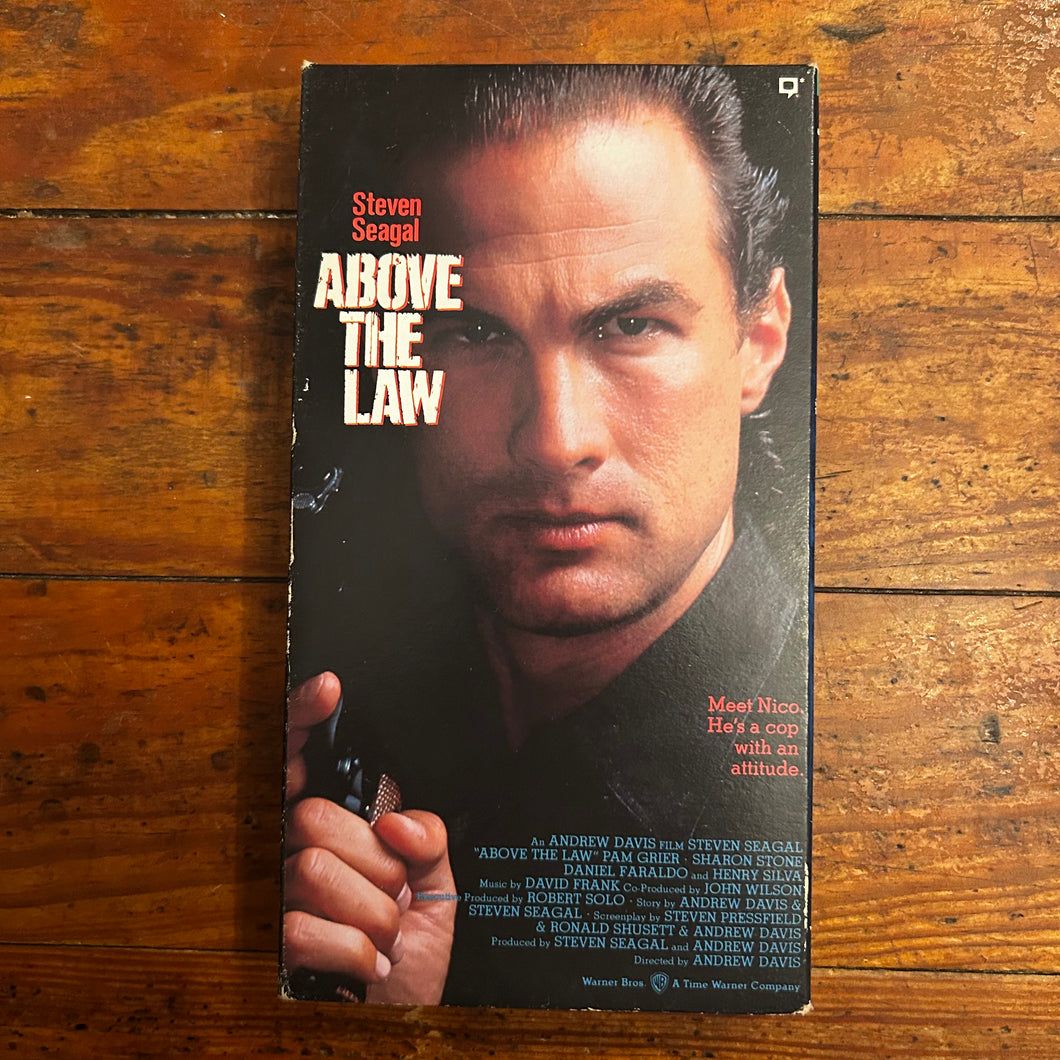 Steven
Seagal
ABOVE
THE
LAW
Meet Nico.
He's a cop
with an
attitude.
An ANDREW DAVIS FILM STEVEN SEAGAL
"ABOVE THE LAW" PAM GRIER · SHARON STONE
DANIEL FARALDO and HENRY SILVA
Music by DAVID FRANK Co-Produced by JOHN WILSON
Executive Produced by ROBERT SOLO · Story by ANDREW DAVIS &
STEVEN SEAGAL · Screenplay by STEVEN PRESSFIELD
& RONALD SHUSETT & ANDREW DAVIS
Produced by STEVEN SEAGAL and ANDREW DAVIS
Directed by ANDREW DAVIS
Warner Bros. WB A Time Warner Company